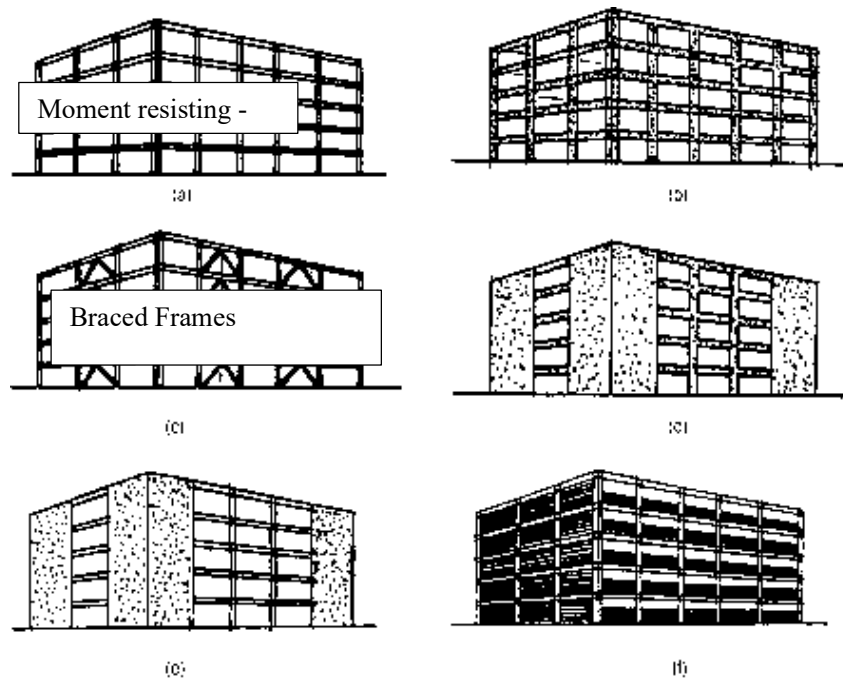 Moment resisting -
(a)
(b)
Braced Frames
(c)
(d)
(e)
(f)